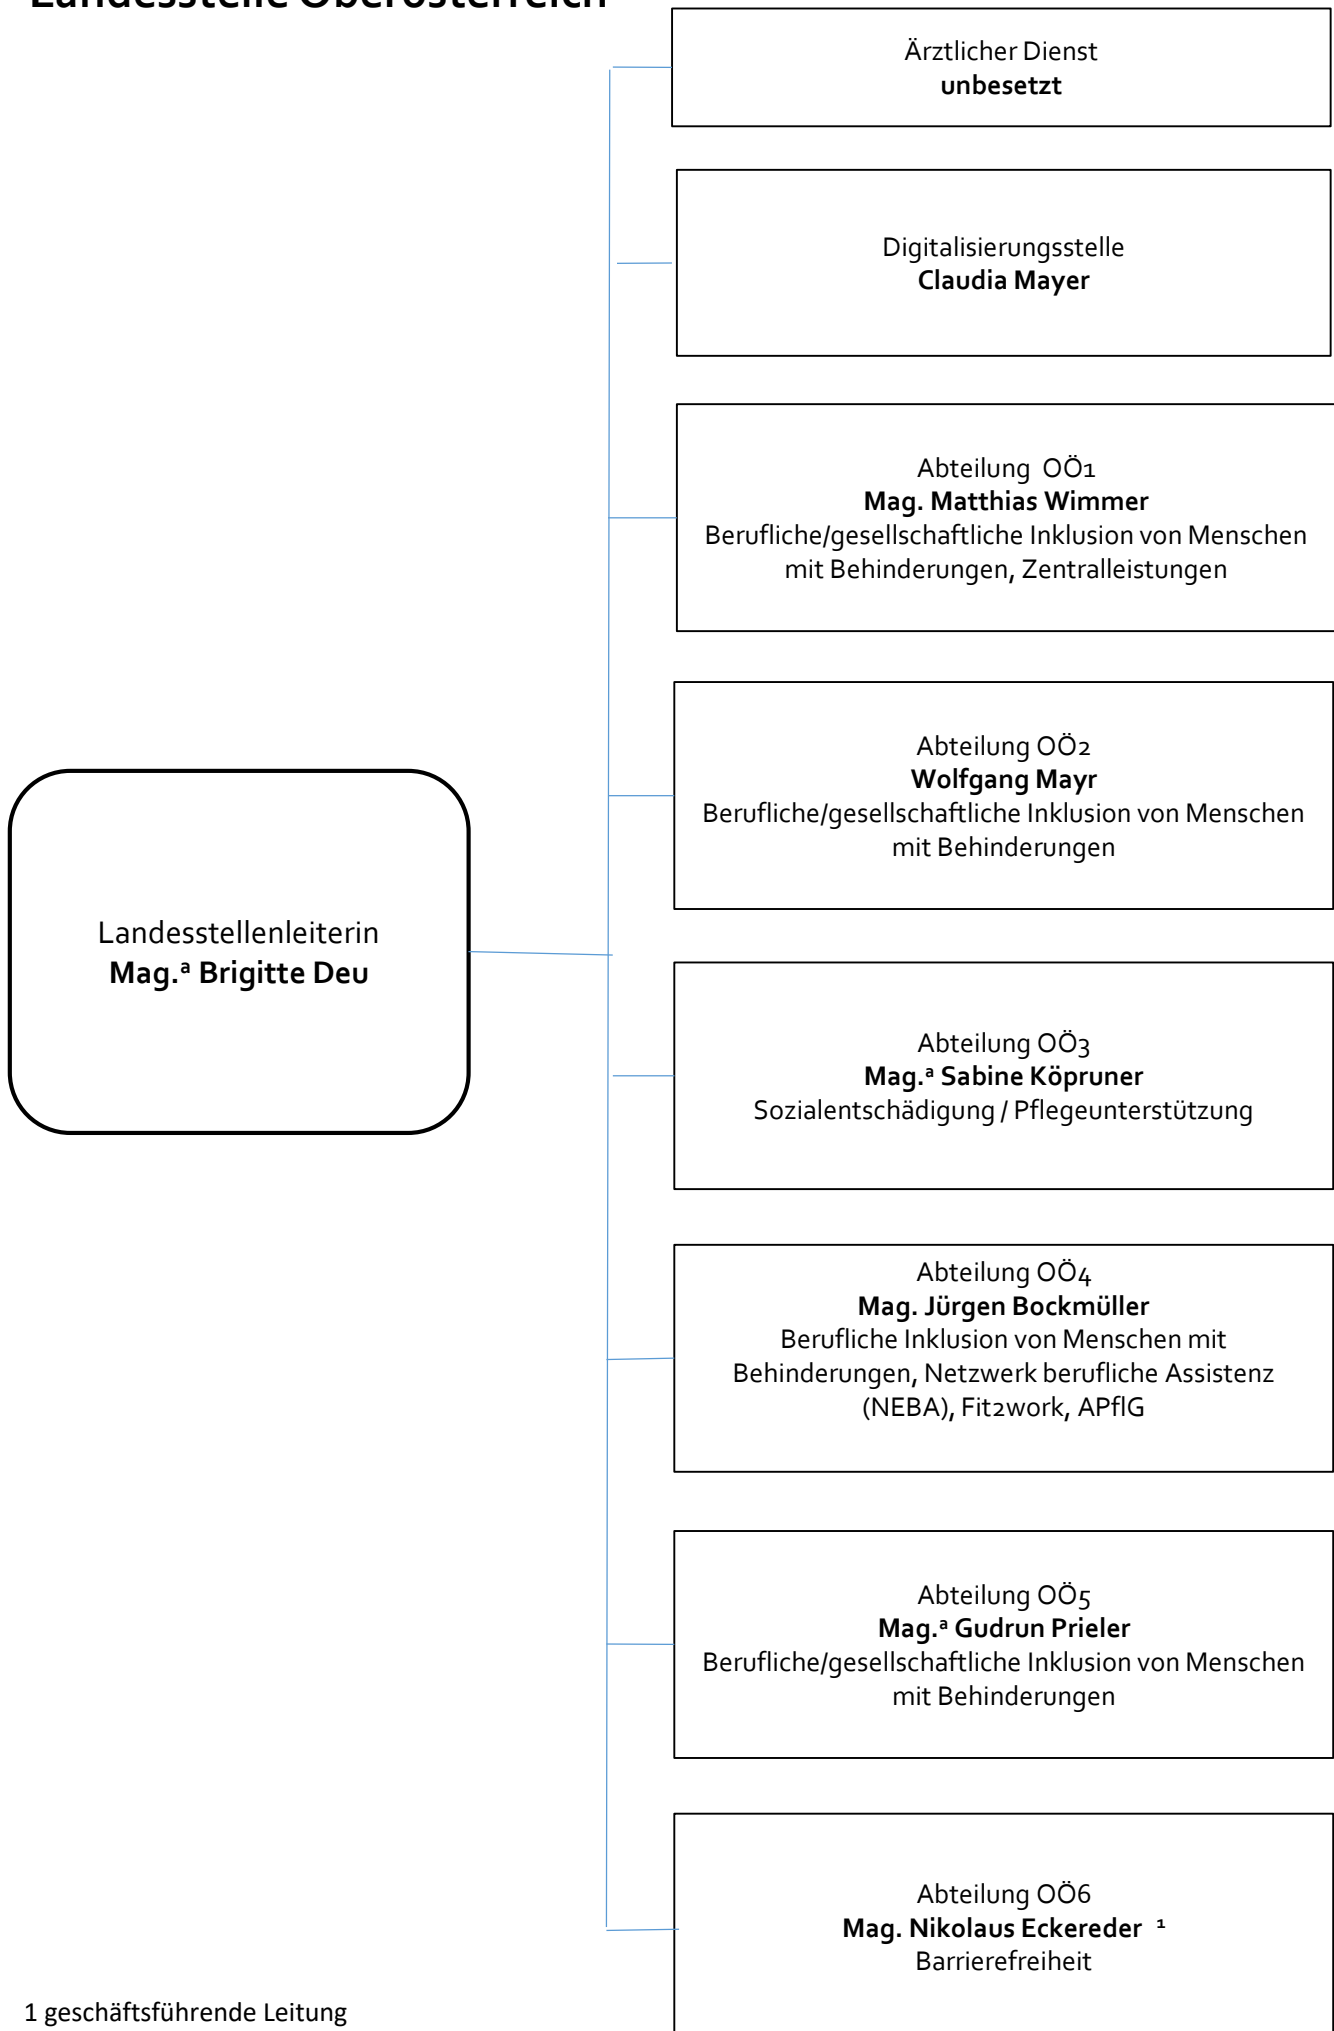 Landesstelle Oberösterreich
Ärztlicher Dienst
unbesetzt
Digitalisierungsstelle
Claudia Mayer
Abteilung OÖ1
Mag. Matthias Wimmer
Berufliche/gesellschaftliche Inklusion von Menschen
mit Behinderungen, Zentralleistungen
Abteilung OÖ2
Wolfgang Mayr
Berufliche/gesellschaftliche Inklusion von Menschen
mit Behinderungen
Landesstellenleiterin
Mag.ª Brigitte Deu
Abteilung OÖ3
Mag.ª Sabine Köpruner
Sozialentschädigung / Pflegeunterstützung
Abteilung OÖ4
Mag. Jürgen Bockmüller
Berufliche Inklusion von Menschen mit
Behinderungen, Netzwerk berufliche Assistenz
(NEBA), Fit2work, APflG
Abteilung OÖ5
Mag.ª Gudrun Prieler
Berufliche/gesellschaftliche Inklusion von Menschen
mit Behinderungen
Abteilung OÖ6
Mag. Nikolaus Eckereder ¹
Barrierefreiheit
1 geschäftsführende Leitung